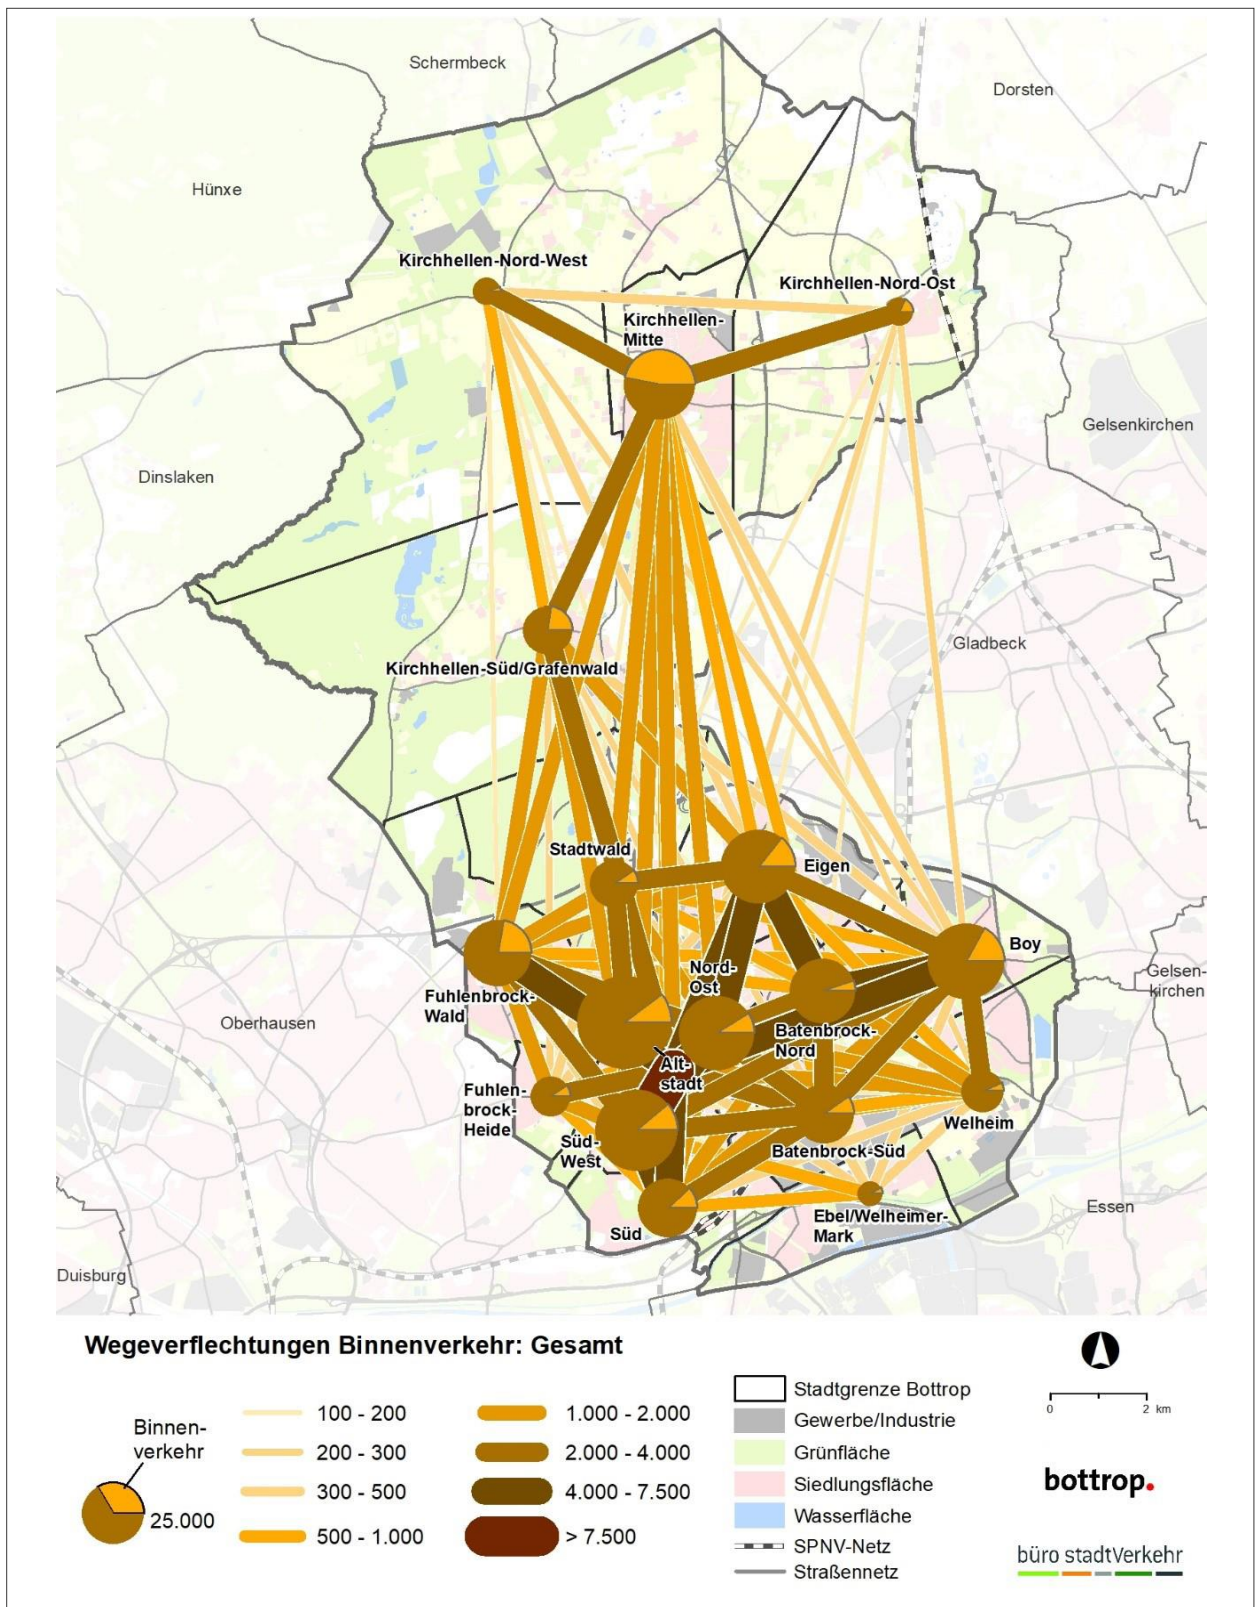 Schermbeck
Dorsten
Hünxe
Kirchhellen-Nord-West
Kirchhellen-Nord-Ost
Kirchhellen-
Mitte
Gelsenkirchen
Dinslaken
Gladbeck
Kirchhellen-Süd/Grafenwald
Stadtwald
Eigen
Boy
Nord-
Ost
Gelsen-
kirchen
Fuhlenbrock-
Wald
Oberhausen
Batenbrock-
Nord
Alt-
stadt
Fuhlen-
brock-
Heide
Süd-
West
Welheim
Batenbrock-Süd
Essen
Ebel/Welheimer-
Mark
Süd
Duisburg
Wegeverflechtungen Binnenverkehr: Gesamt
Binnen-
verkehr
25.000
100 - 200
200 - 300
300 - 500
500 - 1.000
1.000 - 2.000
2.000 - 4.000
4.000 - 7.500
> 7.500
Stadtgrenze Bottrop
Gewerbe/Industrie
Grünfläche
Siedlungsfläche
Wasserfläche
SPNV-Netz
Straßennetz
0 2 km
bottrop.
büro stadtVerkehr